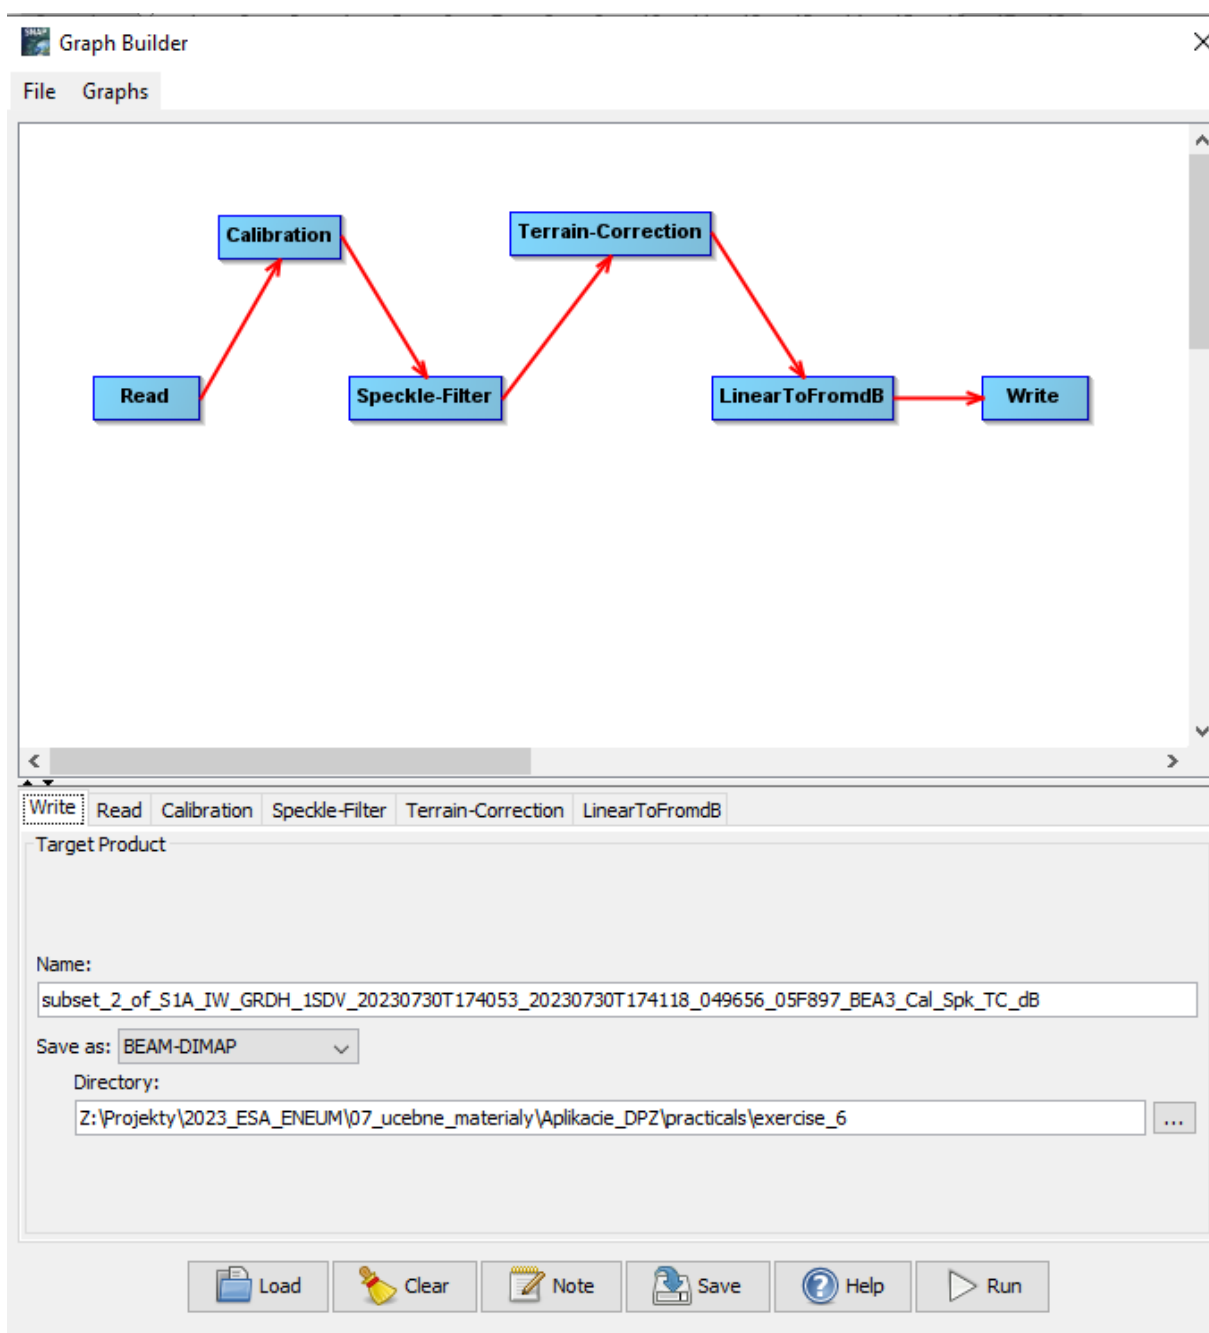 SNAP
Graph Builder
File Graphs
Calibration
Terrain-Correction
Read
Speckle-Filter
LinearToFromdB
Write
Write Read Calibration Speckle-Filter Terrain-Correction LinearToFromdB
Target Product
Name:
subset_2_of_S1A_IW_GRDH_1SDV_20230730T174053_20230730T174118_049656_05F897_BEA3_Cal_Spk_TC_dB
Save as: BEAM-DIMAP
Directory:
Z:\Projekty\2023_ESA_ENEUM\07_ucebne_materialy\Aplikacie_DPZ\practicals\exercise_6
...
Load Clear Note Save Help Run